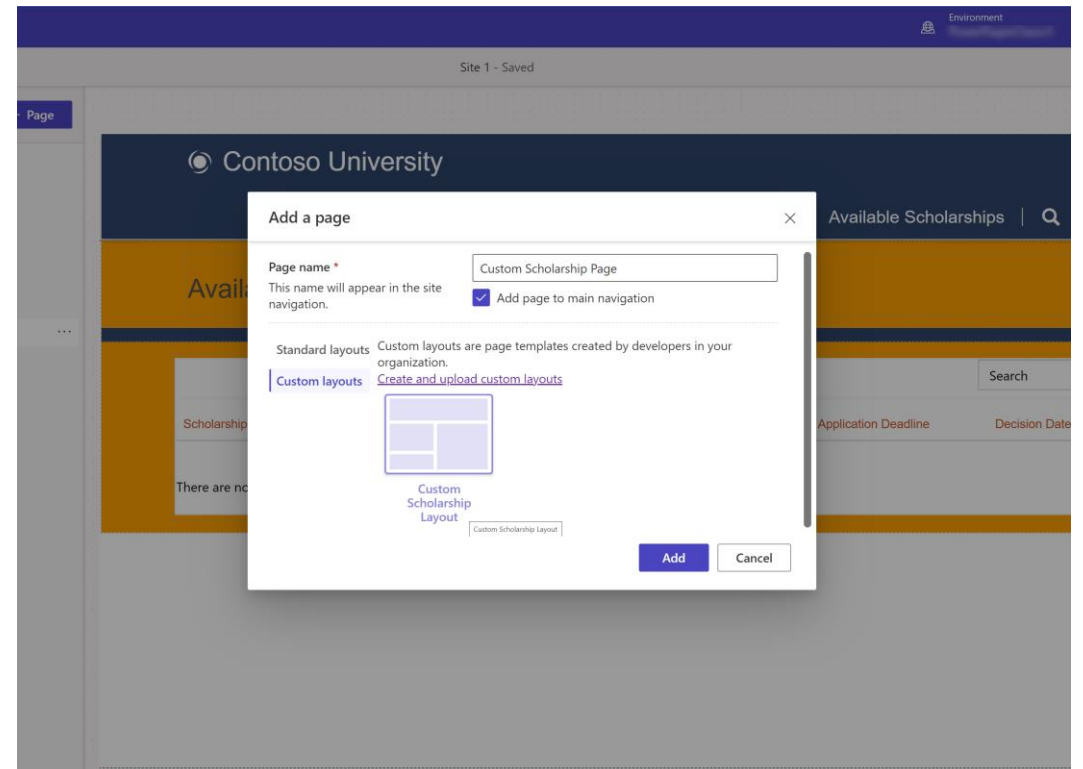 Environment
Site 1 - Saved
Page
Contoso University
Add a page
Available Scholarships
Page name *
This name will appear in the site
navigation.
Custom Scholarship Page
Add page to main navigation
Avail
...
Standard layouts
Custom layouts
Custom layouts are page templates created by developers in your
organization.
Create and upload custom layouts
Search
Scholarship
Application Deadline
Decision Date
There are no
Custom
Scholarship
Layout
Custom Scholarship Layout
Add
Cancel